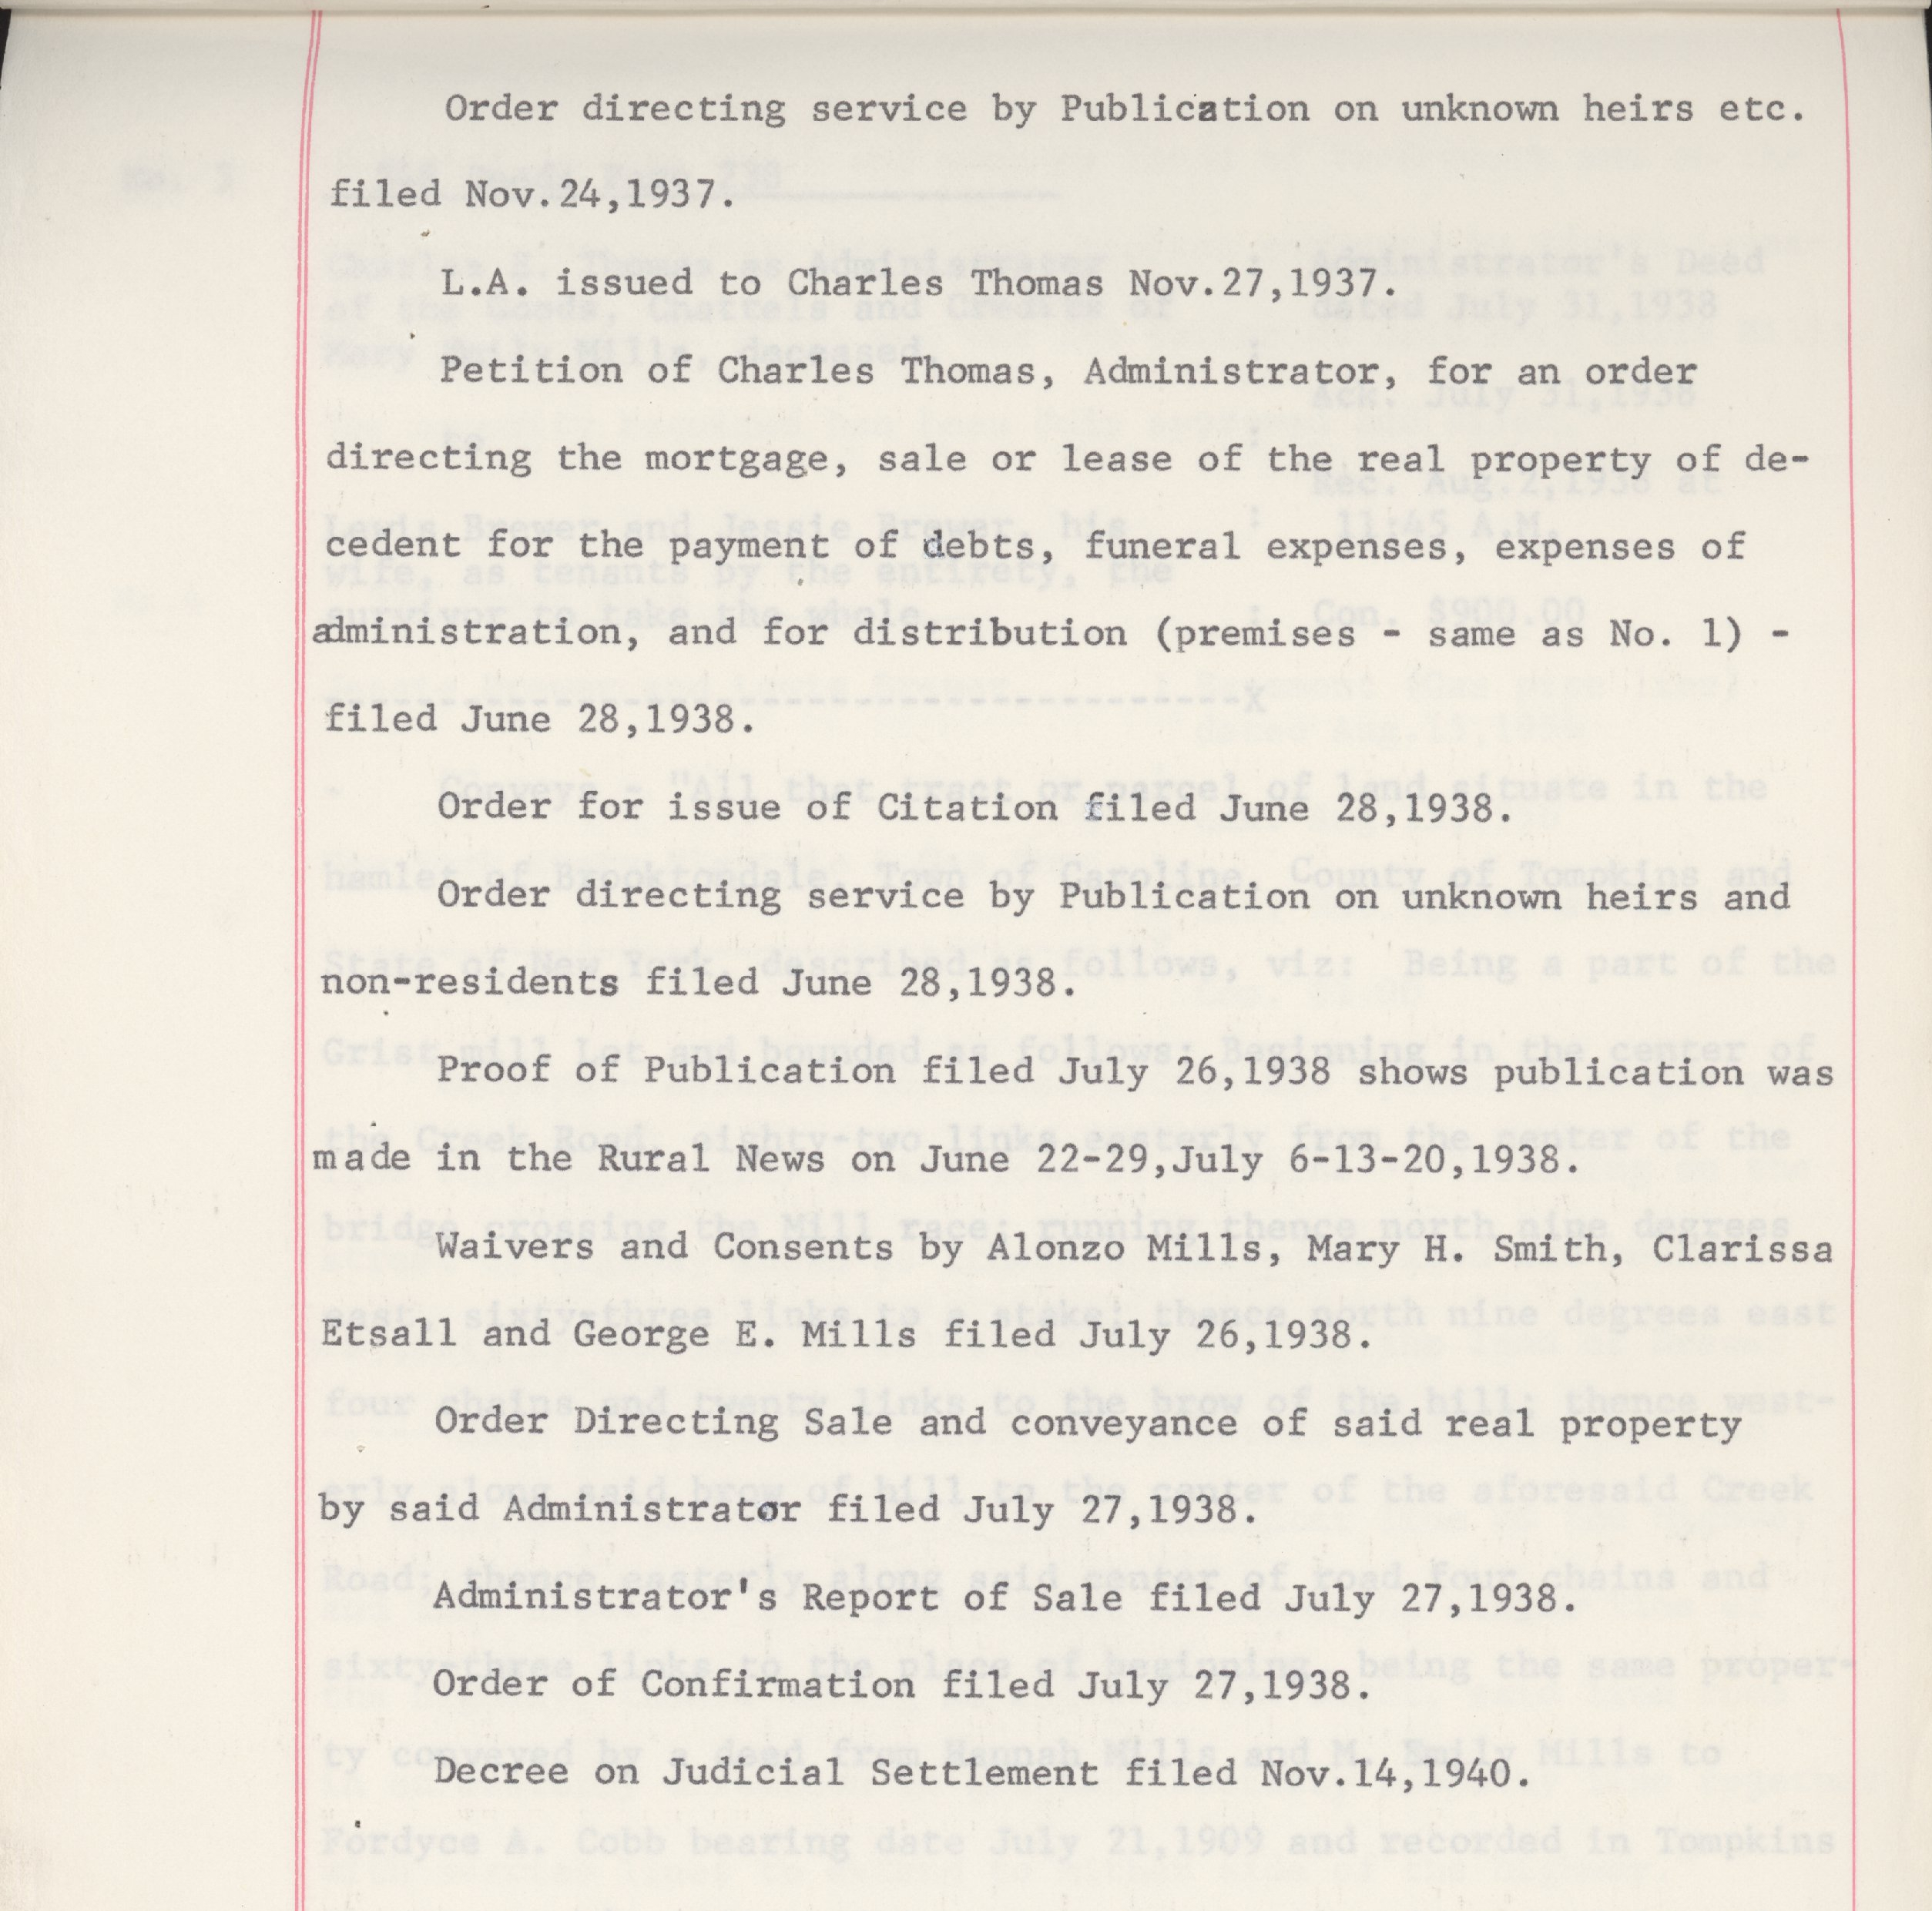 Order directing service by Publication on unknown heirs etc.
filed Nov.24,1937.
L.A. issued to Charles Thomas Nov.27,1937.
Petition of Charles Thomas, Administrator, for an order
directing the mortgage, sale or lease of the real property of de-
cedent for the payment of debts, funeral expenses, expenses of
administration, and for distribution (premises - same as No. 1) -
filed June 28,1938.
Order for issue of Citation filed June 28,1938.
Order directing service by Publication on unknown heirs and
non-residents filed June 28,1938.
Proof of Publication filed July 26,1938 shows publication was
made in the Rural News on June 22-29,July 6-13-20,1938.
Waivers and Consents by Alonzo Mills, Mary H. Smith, Clarissa
Etsall and George E. Mills filed July 26,1938.
Order Directing Sale and conveyance of said real property
by said Administrator filed July 27,1938.
Administrator's Report of Sale filed July 27,1938.
Order of Confirmation filed July 27,1938.
Decree on Judicial Settlement filed Nov.14,1940.